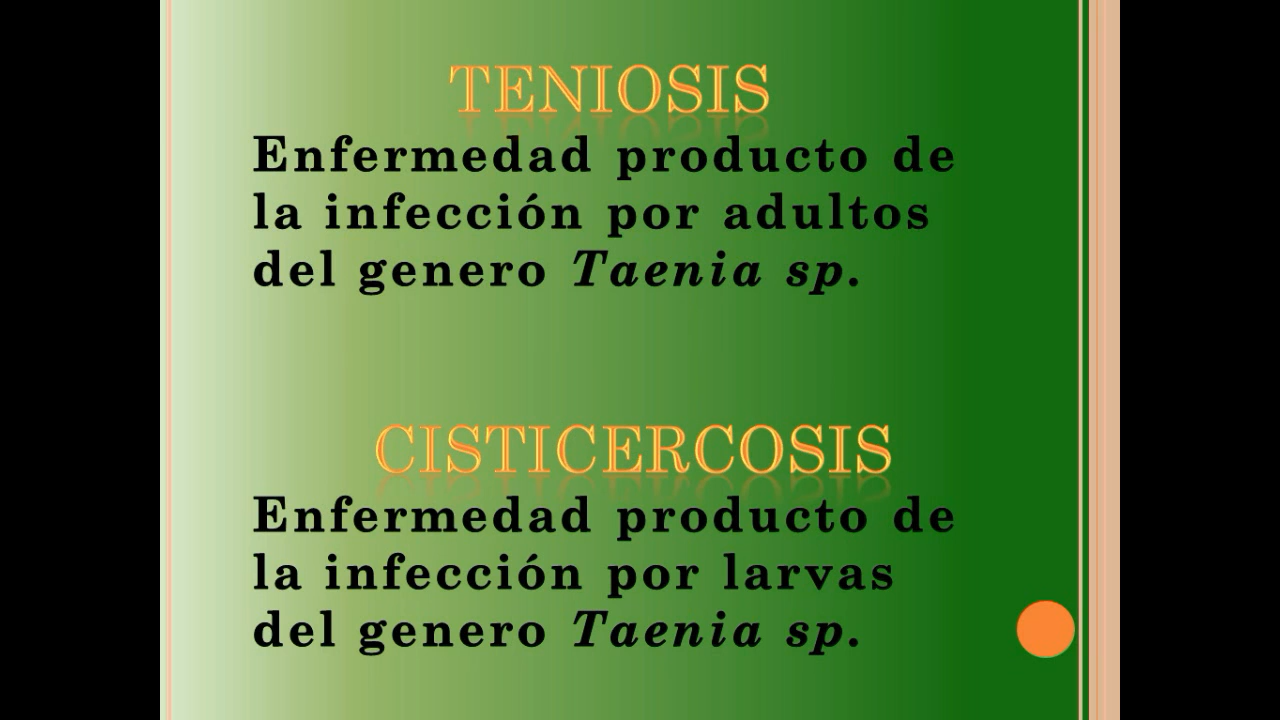 TENIOSIS
Enfermedad producto de
la infección por adultos
del genero Taenia sp.
CISTICERCOSIS
Enfermedad producto de
la infección por larvas
del genero Taenia sp.